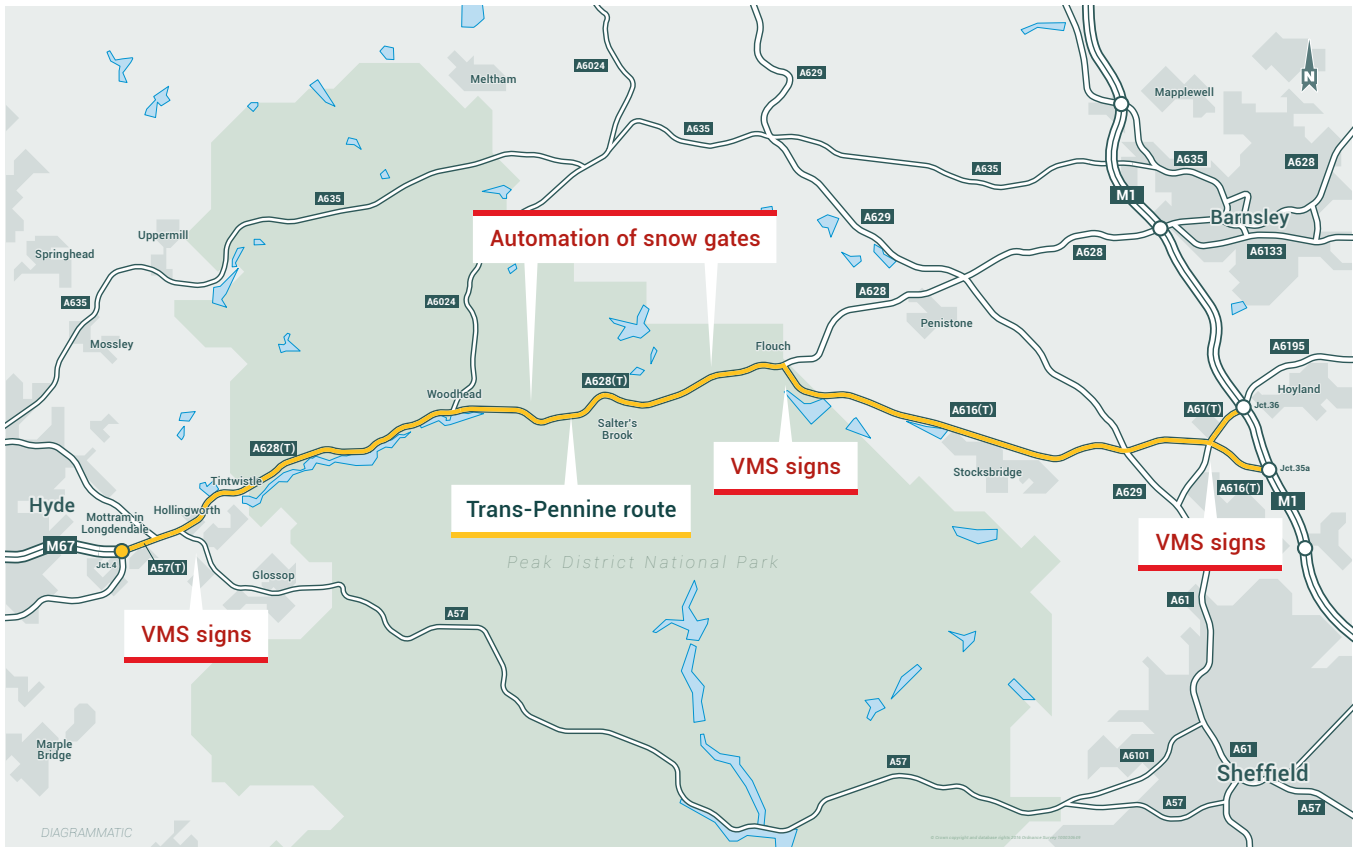 A6024
A629
Meltham
N
Mapplewell
A635
A635
A628
A635
M1
A635
A629
Barnsley
Uppermill
Automation of snow gates
Springhead
A628
A6133
A628
A635
A6024
Penistone
Mossley
Flouch
A6195
A628(T)
Hoyland
Woodhead
A616(T)
A61(T)
Jct.36
Salter's
Brook
A628(T)
VMS signs
Stocksbridge
Jct.35a
Tintwistle
A629
A616(T)
M1
Hyde
Hollingworth
Mottram in
Longdendale
Trans-Pennine route
M67
VMS signs
Jct.4
A57(T)
Peak District National Park
Glossop
A61
A57
VMS signs
Marple
Bridge
A6101
A61
A57
Sheffield
A57
A57
DIAGRAMMATIC